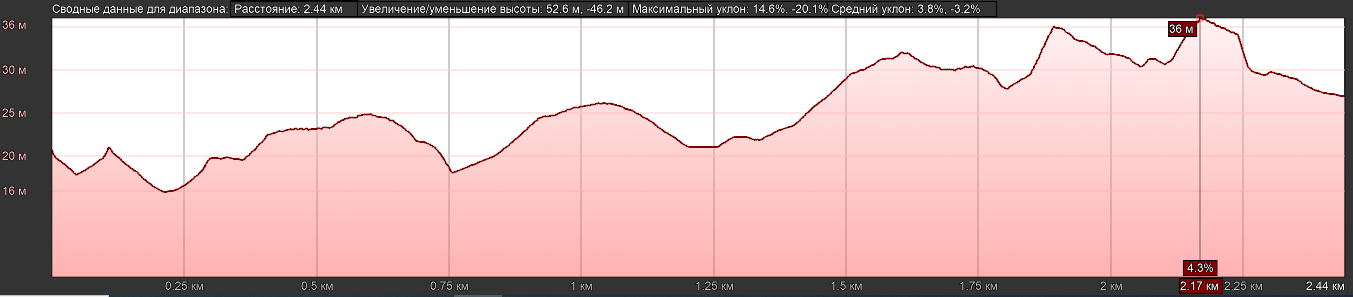 Сводные данные для диапазона: Расстояние: 2.44 км Увеличение/уменьшение высоты: 52.6 м, -46.2 м Максимальный уклон: 14.6%, -20.1% Средний уклон: 3.8%, -3.2%
36 м
36 м
30 м
25 м
20 м
16 м
4.3%
0.25 км 0.5 км 0.75 км 1 км 1.25 км 1.5 км 1.75 км 2 км 2.17 км 2.25 км 2.44 км